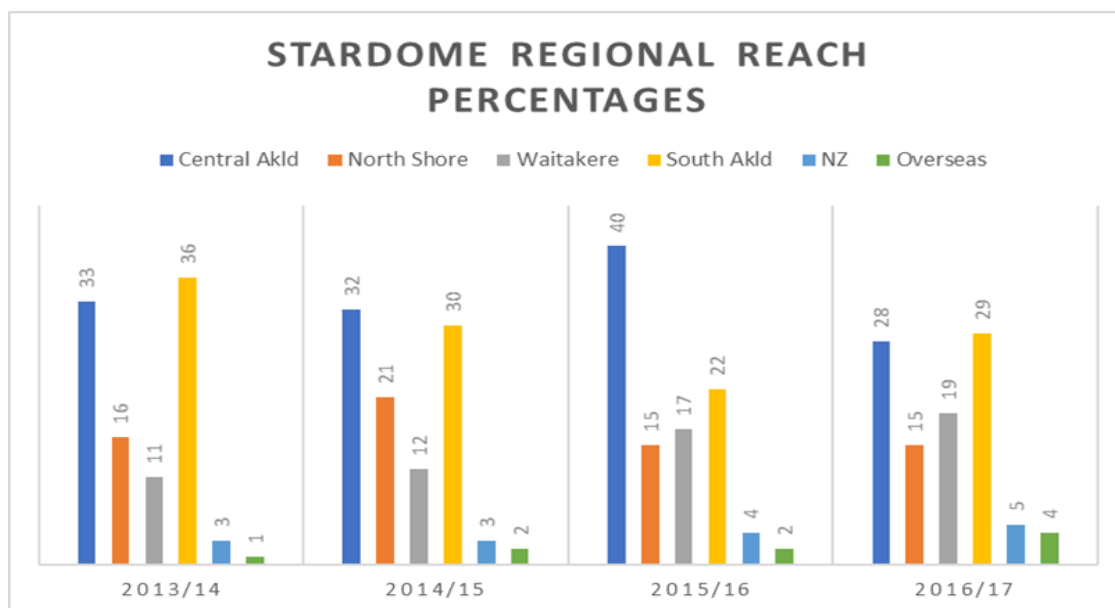 STARDOME REGIONAL REACH
PERCENTAGES
Central Akld North Shore Waitakere South Akld NZ Overseas
33 16 11 36 3 1
32 21 12 30 3 2
40 15 17 22 4 2
28 15 19 29 5 4
2013/14 2014/15 2015/16 2016/17